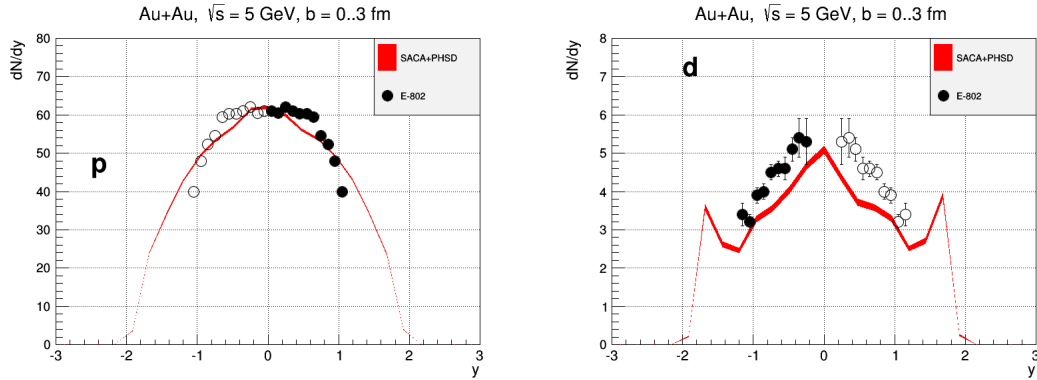 Au+Au, √s = 5 GeV, b = 0..3 fm
dN/dy
80
70
60
50
40
30
20
10
0
-3 -2 -1 0 1 2 3
y
p
SACA+PHSD
E-802
Au+Au, √s = 5 GeV, b = 0..3 fm
dN/dy
8
7
6
5
4
3
2
1
0
-3 -2 -1 0 1 2 3
y
d
SACA+PHSD
E-802